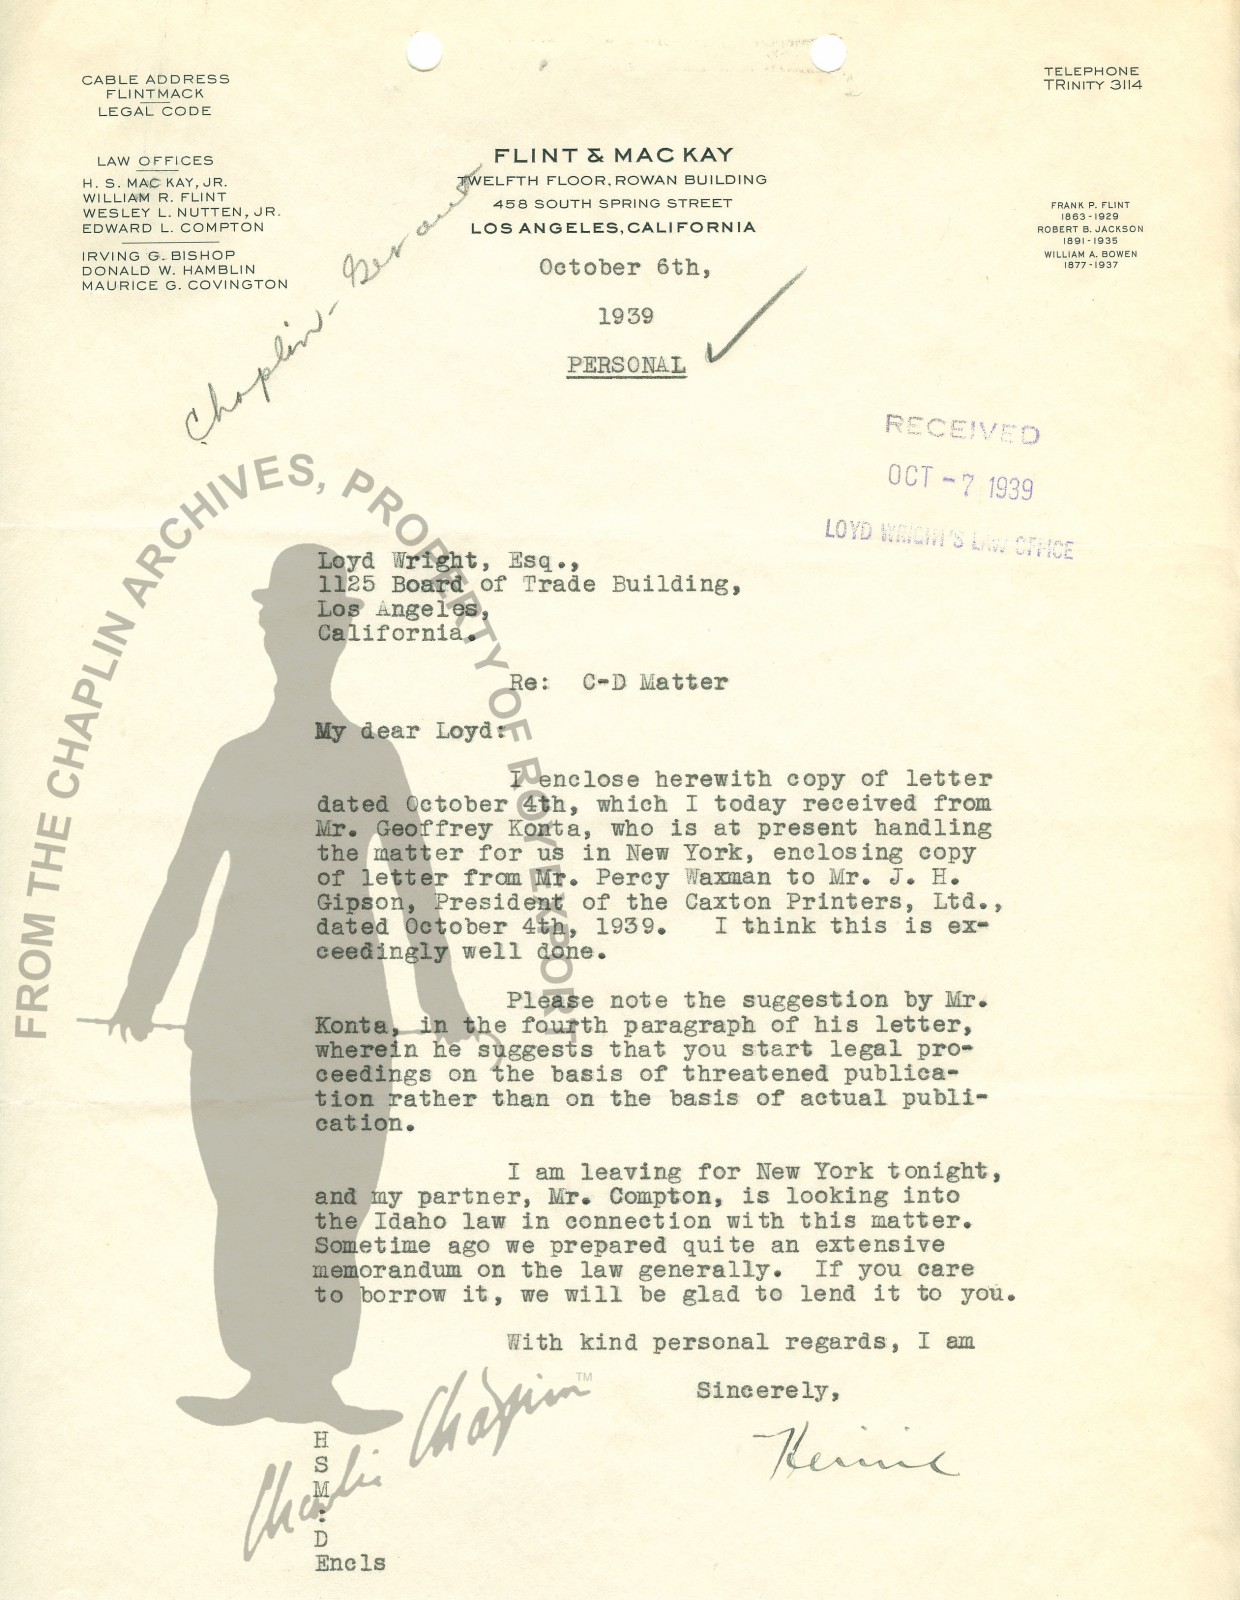 CABLE ADDRESS
FLINTMACK
LEGAL CODE
TELEPHONE
TRINITY 3114
LAW OFFICES
H. S. MAC KAY, JR.
WILLIAM R. FLINT
WESLEY L. NUTTEN, JR.
EDWARD L. COMPTON
IRVING G. BISHOP
DONALD W. HAMBLIN
MAURICE G. COVINGTON
FLINT & MAC KAY
TWELFTH FLOOR, ROWAN BUILDING
458 SOUTH SPRING STREET
LOS ANGELES, CALIFORNIA
FRANK P. FLINT
1863-1929
ROBERT B. JACKSON
1891-1935
WILLIAM A. BOWEN
1877-1937
October 6th,
1939
PERSONAL
Chaplin -
RECEIVED
OCT -7 1939
LOYD WRIGHT'S LAW OFFICE
Loyd Wright, Esq.,
1125 Board of Trade Building,
Los Angeles,
California.
Re: C-D Matter
My dear Loyd:
I enclose herewith copy of letter
dated October 4th, which I today received from
Mr. Geoffrey Konta, who is at present handling
the matter for us in New York, enclosing copy
of letter from Mr. Percy Waxman to Mr. J. H.
Gipson, President of the Caxton Printers, Ltd.,
dated October 4th, 1939. I think this is ex-
ceedingly well done.
Please note the suggestion by Mr.
Konta, in the fourth paragraph of his letter,
wherein he suggests that you start legal pro-
ceedings on the basis of threatened publica-
tion rather than on the basis of actual publi-
cation.
I am leaving for New York tonight,
and my partner, Mr. Compton, is looking into
the Idaho law in connection with this matter.
Sometime ago we prepared quite an extensive
memorandum on the law generally. If you care
to borrow it, we will be glad to lend it to you.
With kind personal regards, I am
Sincerely,
Heinie
H
S
M
:
D
Encls
FROM THE CHAPLIN ARCHIVES, PROPERTY OF ROY EXPORT
Charlie Chaplin™